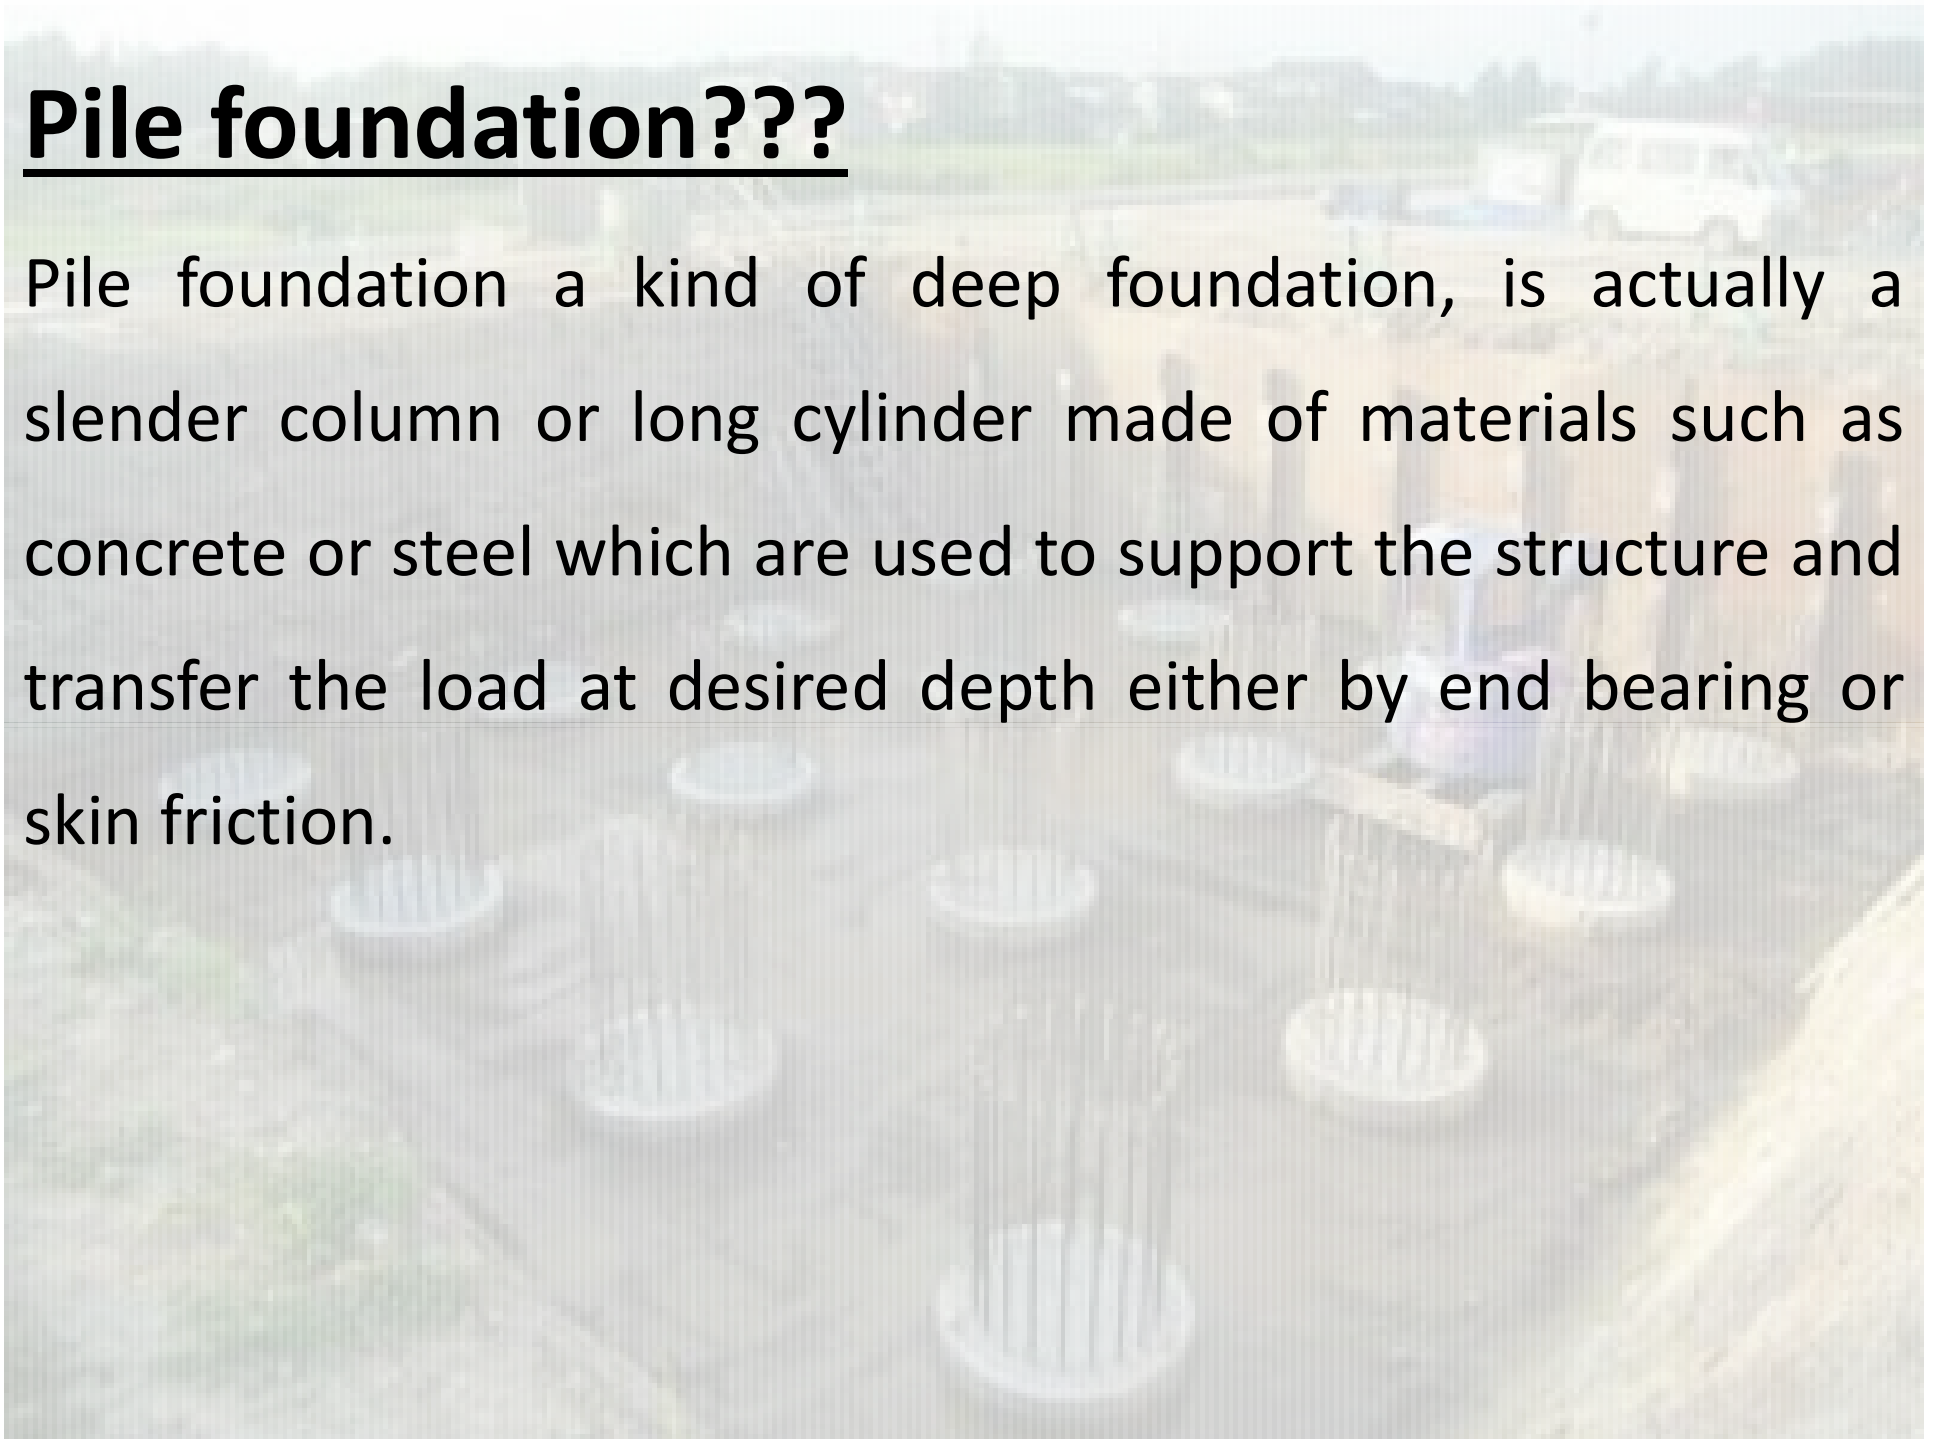 Pile foundation???
Pile foundation a kind of deep foundation, is actually a
slender column or long cylinder made of materials such as
concrete or steel which are used to support the structure and
transfer the load at desired depth either by end bearing or
skin friction.